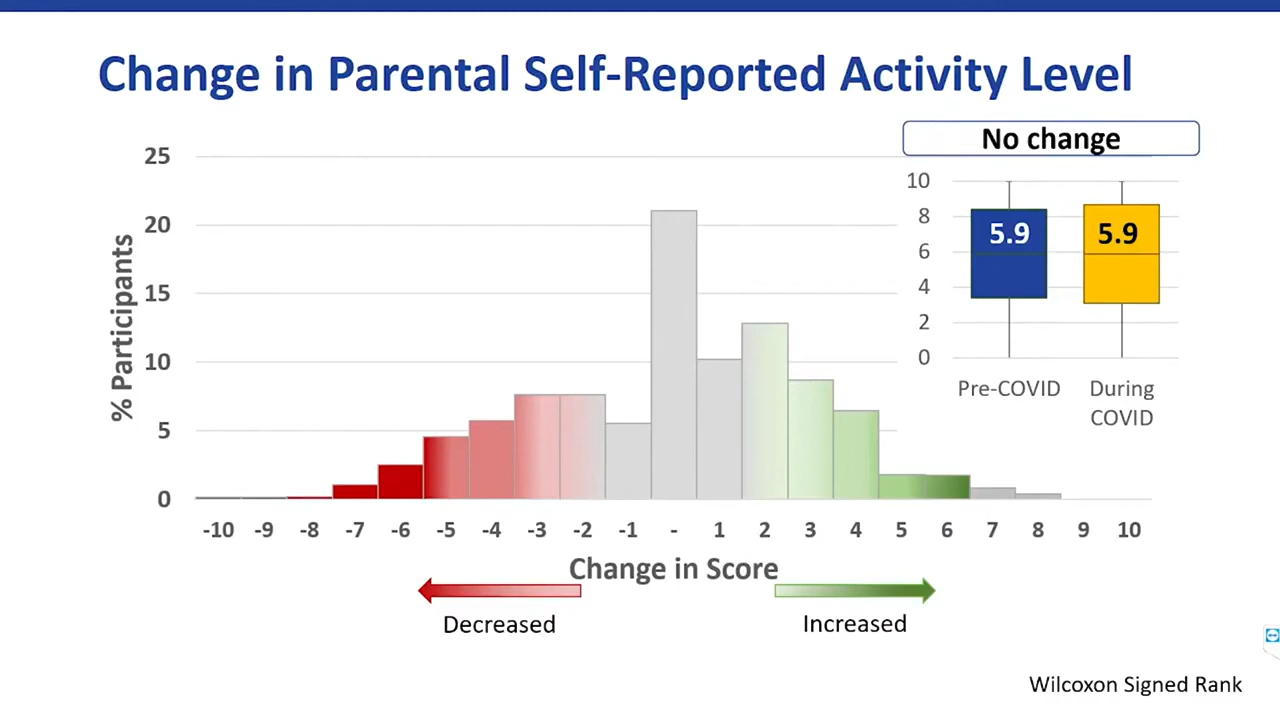 Change in Parental Self-Reported Activity Level
No change
% Participants
25
20
15
10
5
0
-10 -9 -8 -7 -6 -5 -4 -3 -2 -1 - 1 2 3 4 5 6 7 8 9 10
Change in Score
Decreased
Increased
10
8
6
4
2
0
5.9
5.9
Pre-COVID
During
COVID
Wilcoxon Signed Rank